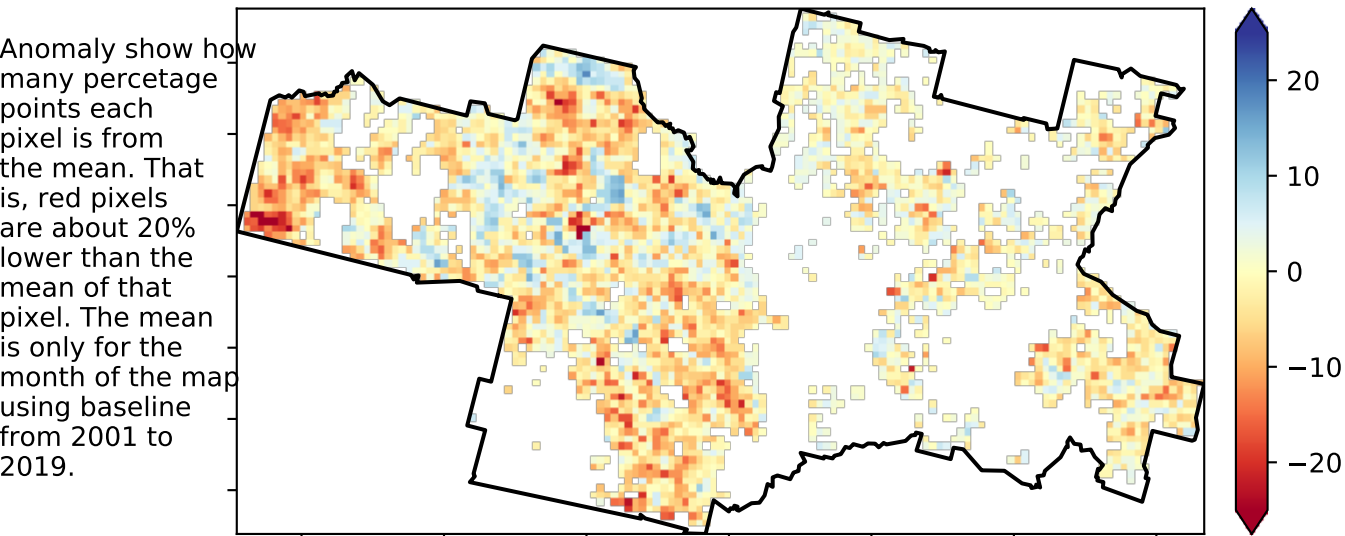 Anomaly show how
many percetage
points each
pixel is from
the mean. That
is, red pixels
are about 20%
lower than the
mean of that
pixel. The mean
is only for the
month of the map
using baseline
from 2001 to
2019.
20
10
0
−10
−20